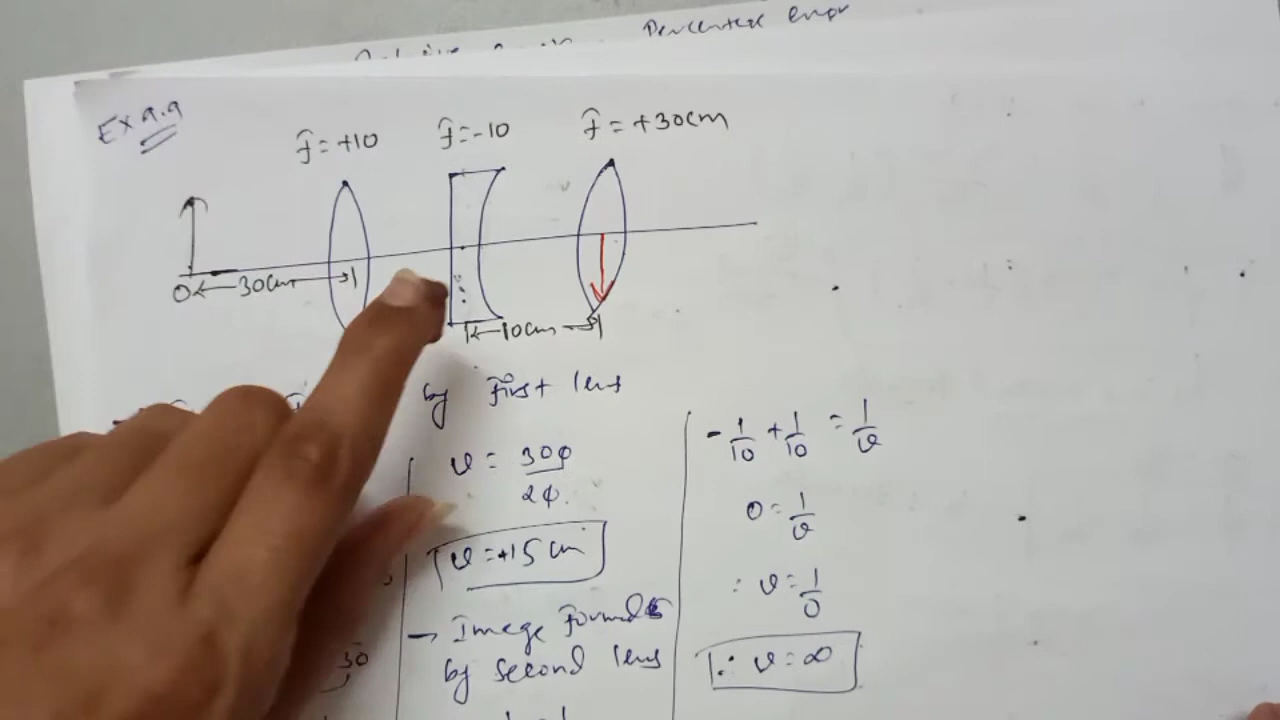 Percentage error
Ex 9.9
f = +10
f = -10
f = +30cm
O
30cm
10cm
by First lens
v = 300
20.
v = +15 cm
→ Image Formed
by second lens
30
- 1/10 + 1/10 = 1/v
0 = 1/v
∴ v = 1/0
∴ v = ∞